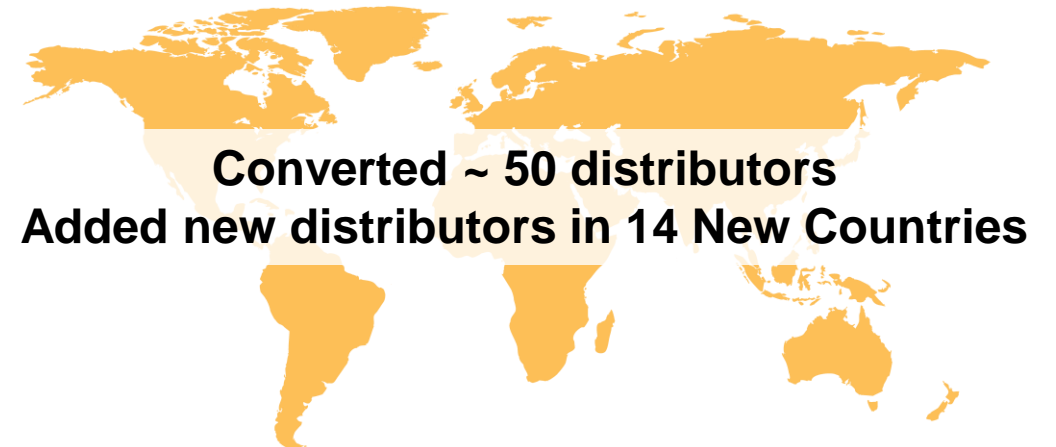 Converted ~ 50 distributors
Added new distributors in 14 New Countries